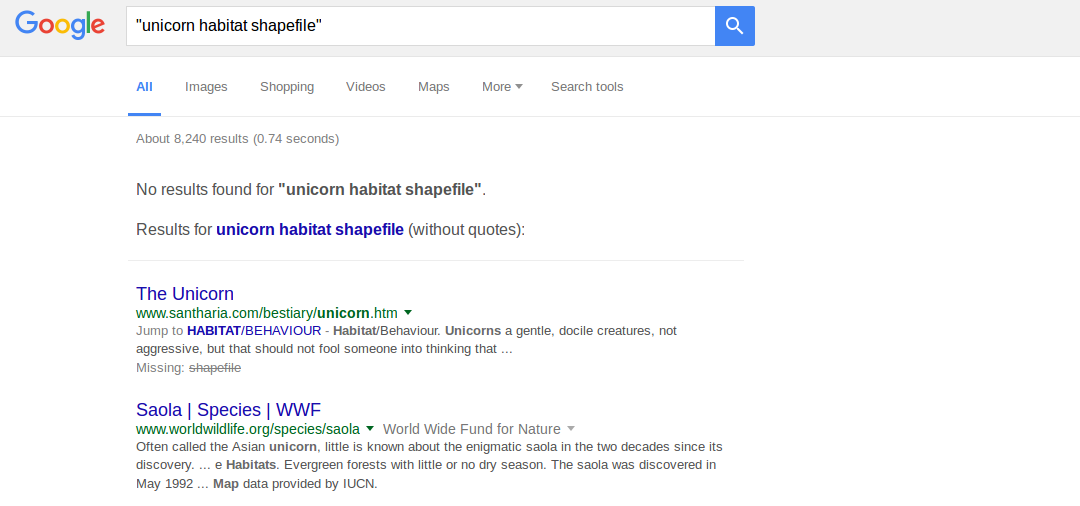 Google
"unicorn habitat shapefile"
All Images Shopping Videos Maps More Search tools
About 8,240 results (0.74 seconds)
No results found for "unicorn habitat shapefile".
Results for unicorn habitat shapefile (without quotes):
The Unicorn
www.santharia.com/bestiary/unicorn.htm
Jump to HABITAT/BEHAVIOUR - Habitat/Behaviour. Unicorns a gentle, docile creatures, not
aggressive, but that should not fool someone into thinking that ...
Missing: shapefile
Saola | Species | WWF
www.worldwildlife.org/species/saola World Wide Fund for Nature
Often called the Asian unicorn, little is known about the enigmatic saola in the two decades since its
discovery. ... e Habitats. Evergreen forests with little or no dry season. The saola was discovered in
May 1992 ... Map data provided by IUCN.